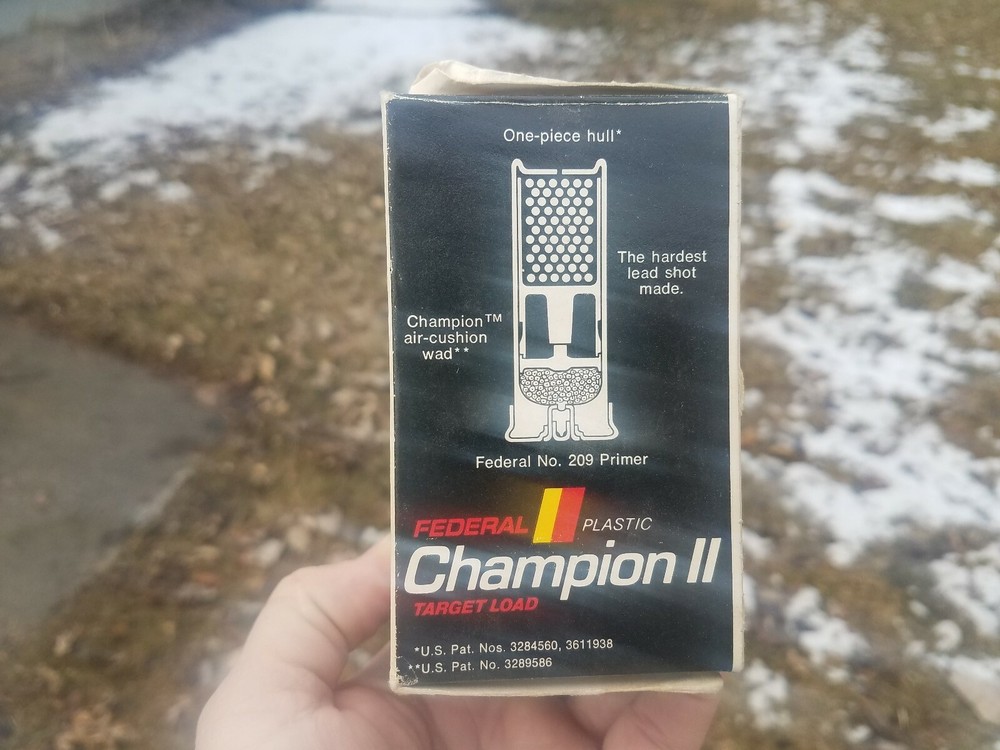 One-piece hull*
The hardest
lead shot
made.
Champion™
air-cushion
wad**
Federal No. 209 Primer
FEDERAL PLASTIC
Champion II
TARGET LOAD
*U.S. Pat. Nos. 3284560, 3611938
**U.S. Pat. No. 3289586